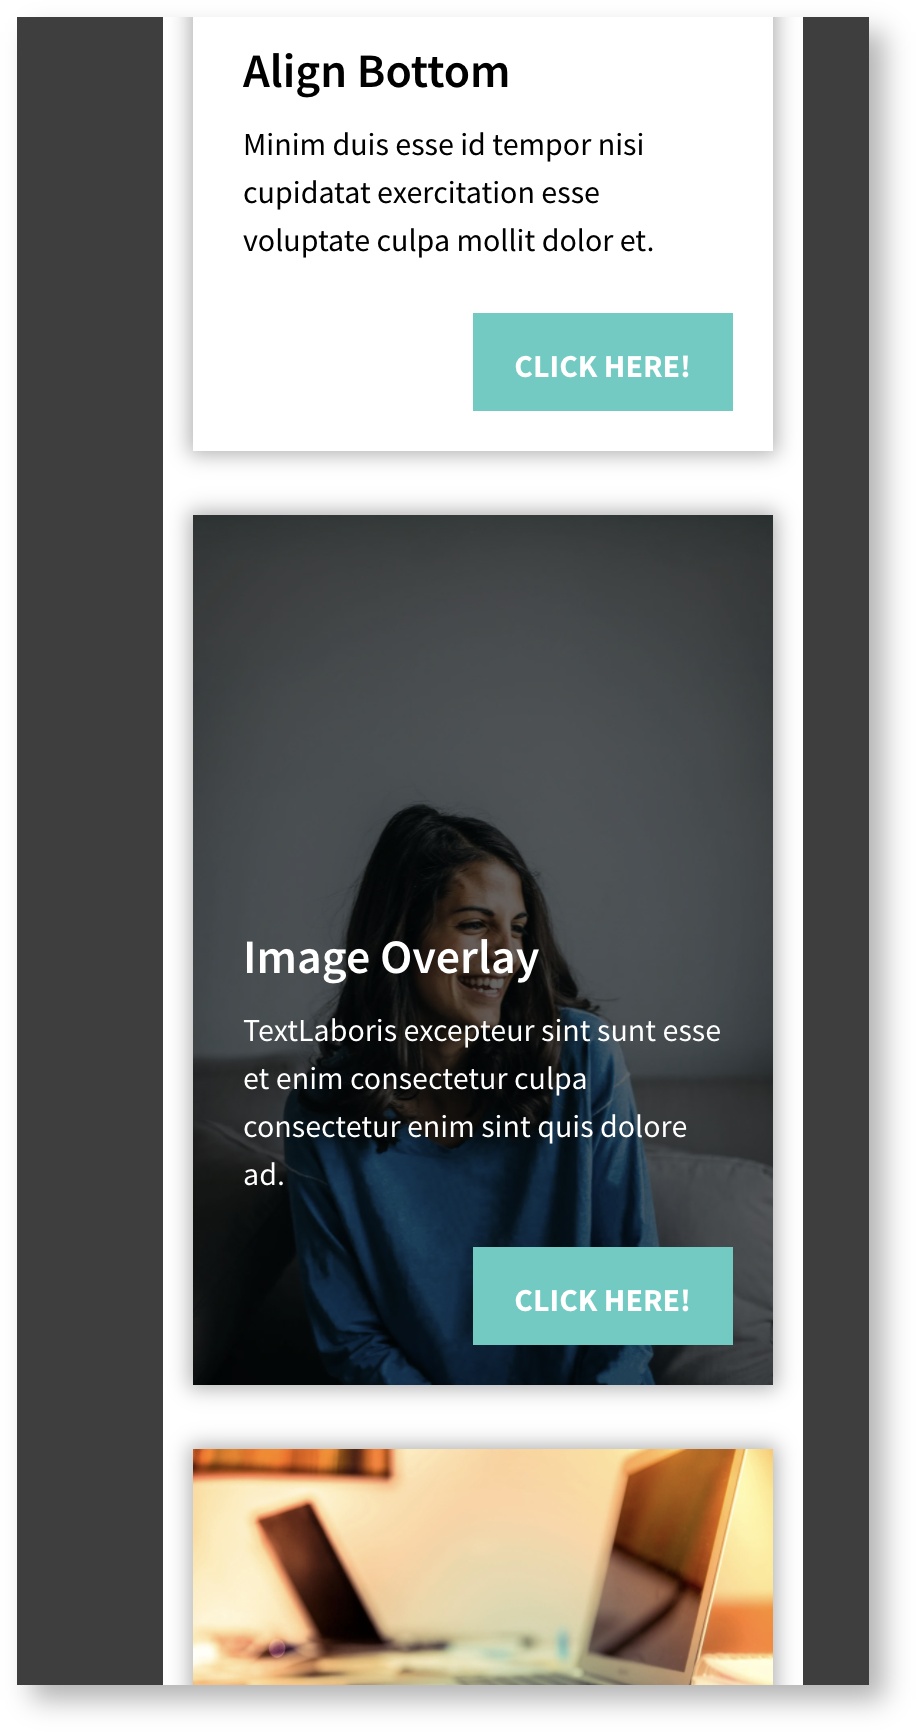 Align Bottom
Minim duis esse id tempor nisi
cupidatat exercitation esse
voluptate culpa mollit dolor et.
CLICK HERE!
Image Overlay
TextLaboris excepteur sint sunt esse
et enim consectetur culpa
consectetur enim sint quis dolore
ad.
CLICK HERE!